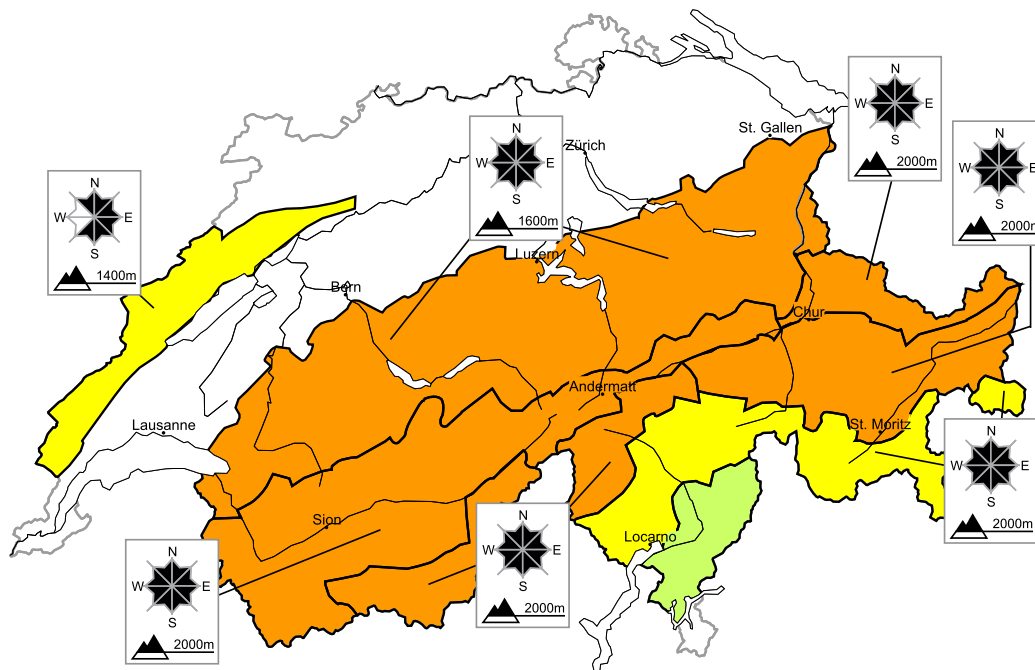 N
W E
S
2000m
St. Gallen
N
W E
S
1600m
Zürich
N
W E
S
2000m
N
W E
S
1400m
Luzern
Bern
Chur
Andermatt
Lausanne
St. Moritz
N
W E
S
2000m
Sion
N
W E
S
2000m
Locarno
N
W E
S
2000m